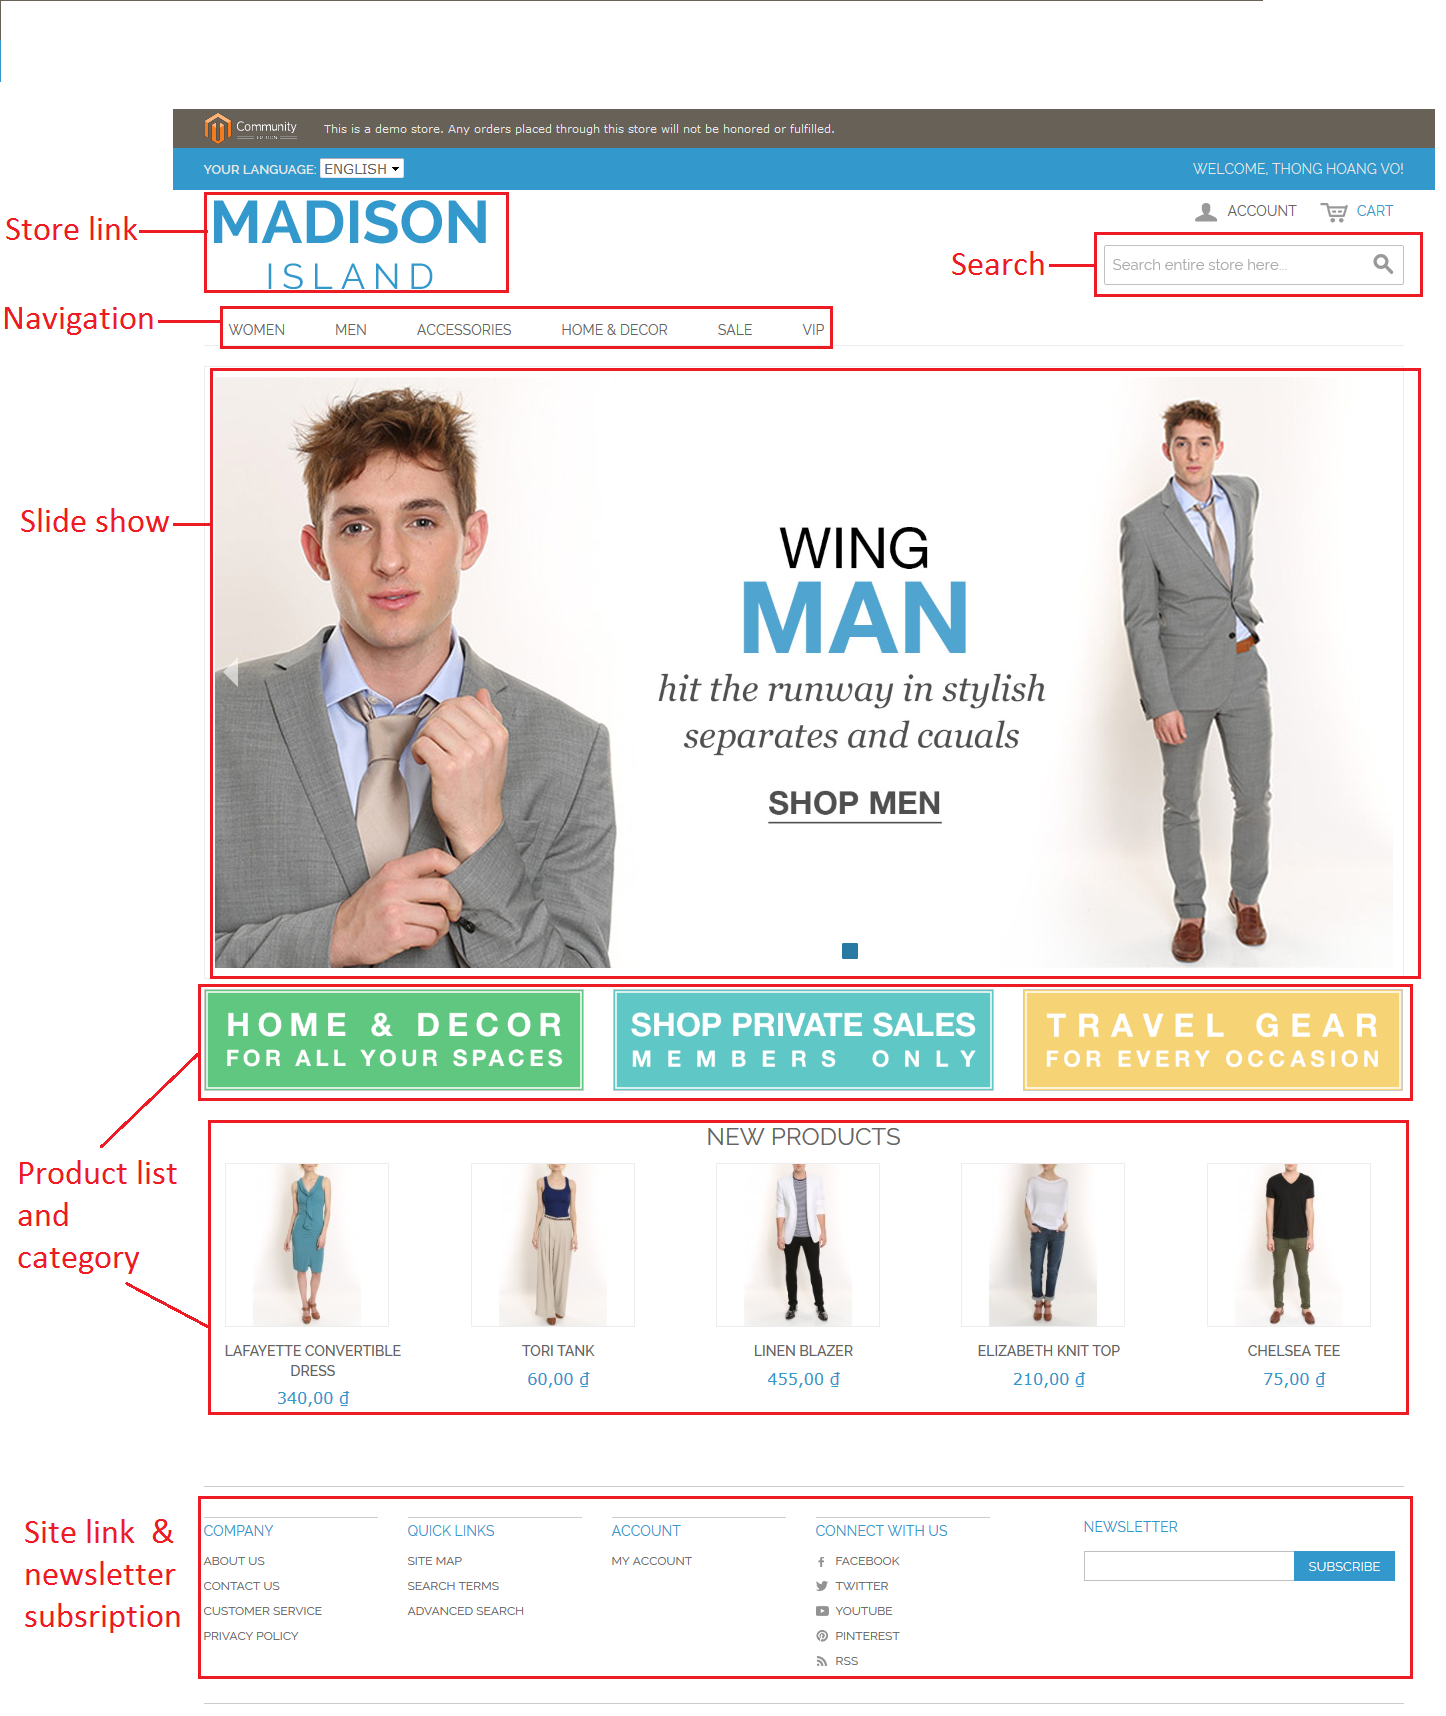 Community
This is a demo store. Any orders placed through this store will not be honored or fulfilled.
YOUR LANGUAGE: ENGLISH
WELCOME, THONG HOANG VO!
Store link
MADISON
ISLAND
ACCOUNT
CART
Search
Search entire store here...
Navigation
WOMEN
MEN
ACCESSORIES
HOME & DECOR
SALE
VIP
Slide show
WING
MAN
hit the runway in stylish
separates and cauals
SHOP MEN
HOME & DECOR
FOR ALL YOUR SPACES
SHOP PRIVATE SALES
MEMBERS ONLY
TRAVEL GEAR
FOR EVERY OCCASION
Product list
and
category
NEW PRODUCTS
LAFAYETTE CONVERTIBLE
DRESS
340,00 ₫
TORI TANK
60,00 ₫
LINEN BLAZER
455,00 ₫
ELIZABETH KNIT TOP
210,00 ₫
CHELSEA TEE
75,00 ₫
Site link &
newsletter
subsription
COMPANY
ABOUT US
CONTACT US
CUSTOMER SERVICE
PRIVACY POLICY
QUICK LINKS
SITE MAP
SEARCH TERMS
ADVANCED SEARCH
ACCOUNT
MY ACCOUNT
CONNECT WITH US
FACEBOOK
TWITTER
YOUTUBE
PINTEREST
RSS
NEWSLETTER
SUBSCRIBE